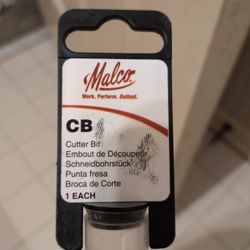 Malco
Work. Perform. Outlast.
CB
Cutter Bit
Embout de Découpeur
Schneidbohrstück
Punta fresa
Broca de Corte
1 EACH